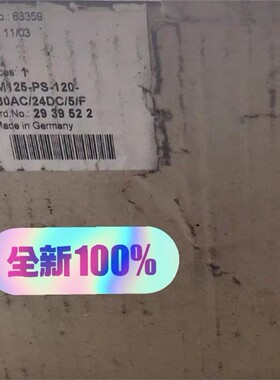 o.: 63359
11/03
ces: 1
M125-PS-120-
30AC/24DC/5/F
rd.No.: 29 39 52 2
Made in Germany
全新100%